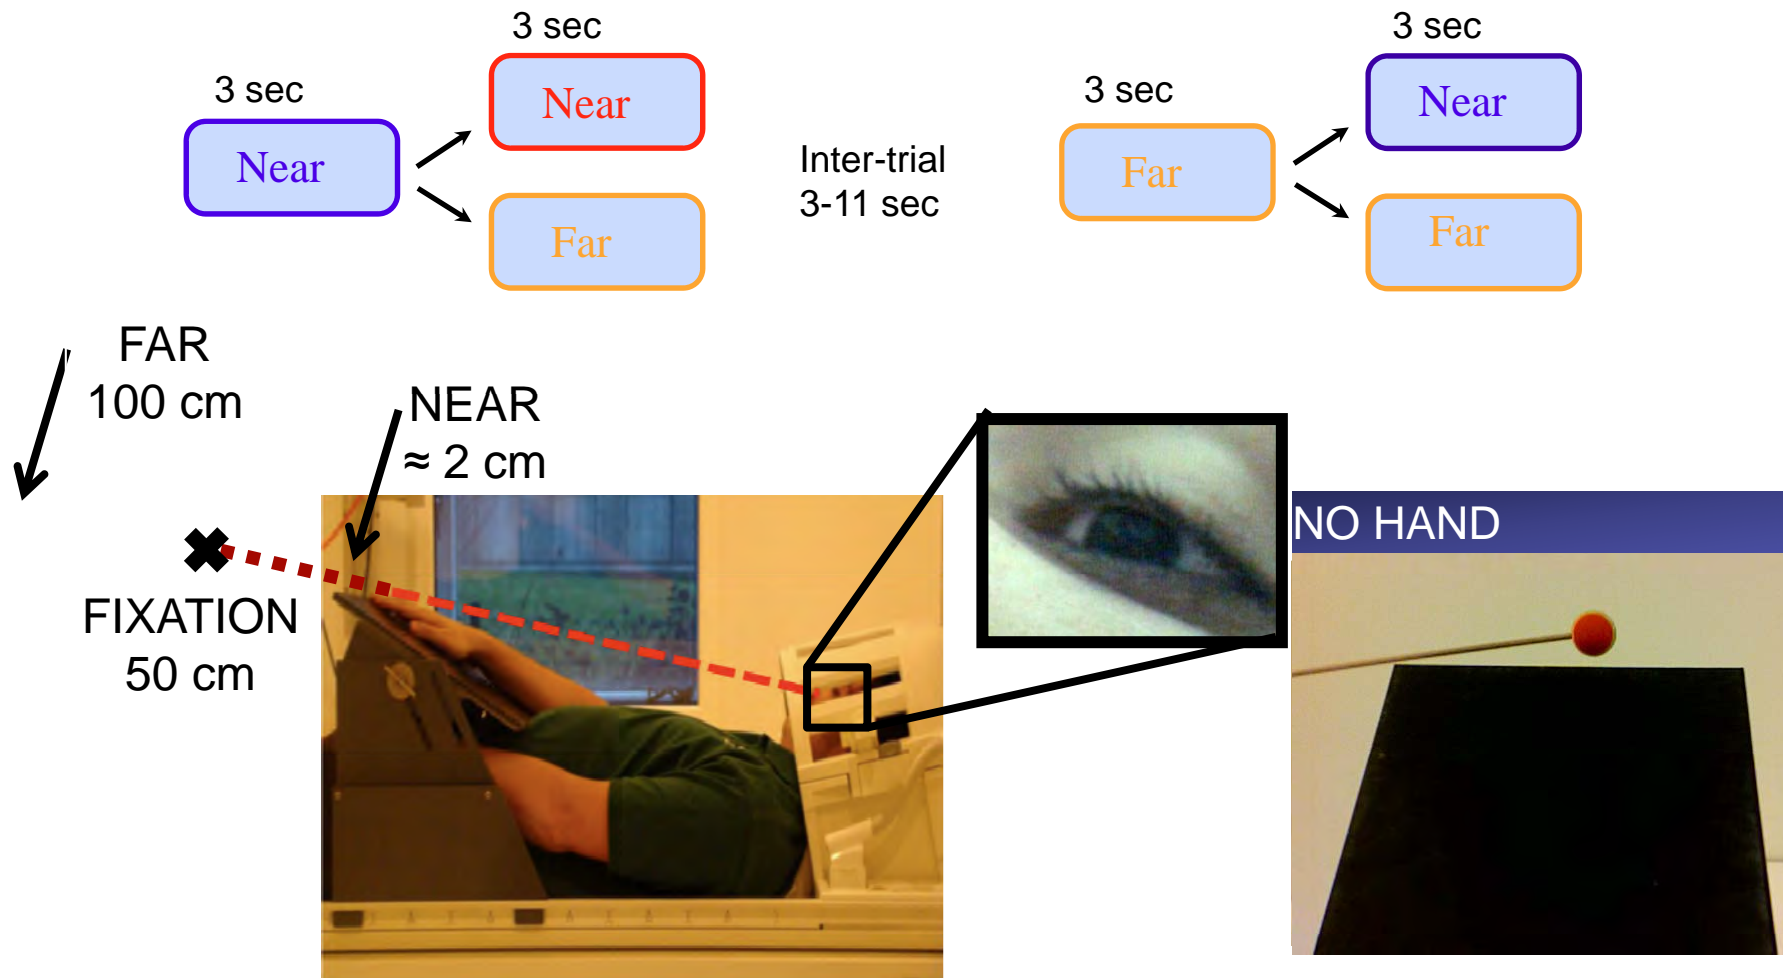 3 sec
3 sec
Near
Near
Far
Inter-trial
3-11 sec
3 sec
3 sec
Far
Near
Far
FAR
100 cm
NEAR
≈ 2 cm
FIXATION
50 cm
NO HAND